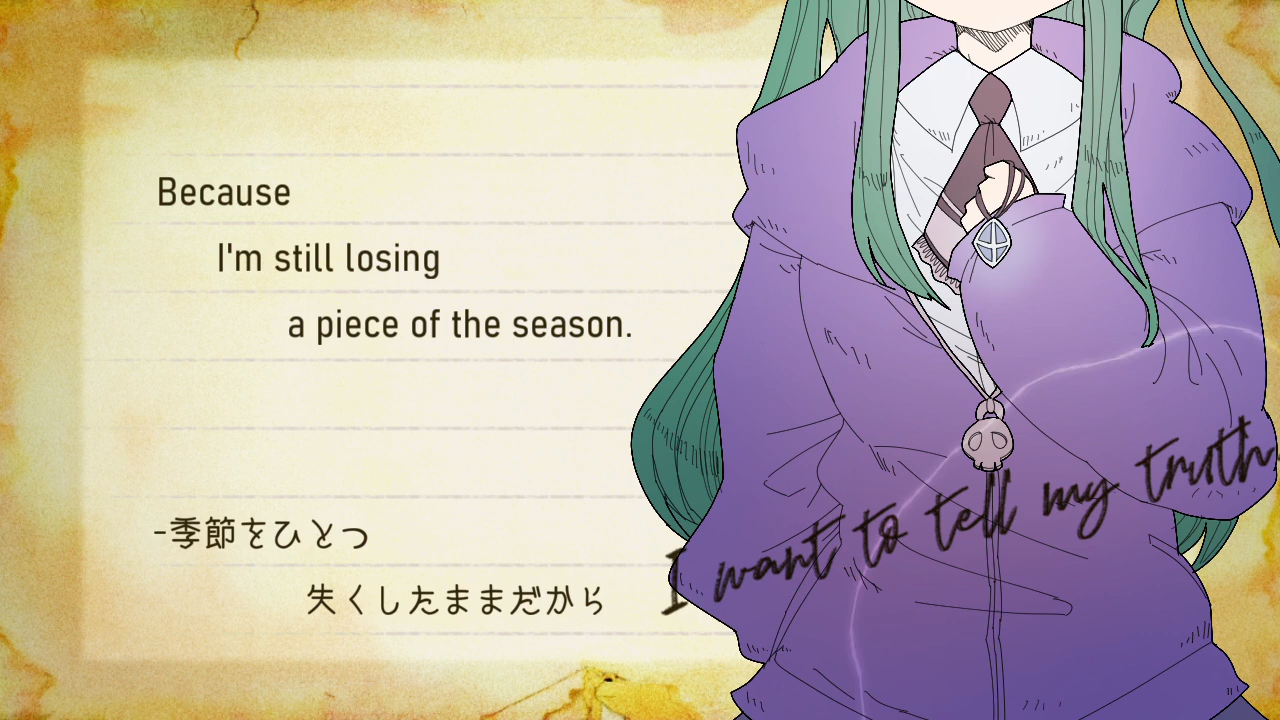 Because
I'm still losing
a piece of the season.
-季節をひとつ
失くしたままだから
I want to tell my truth.